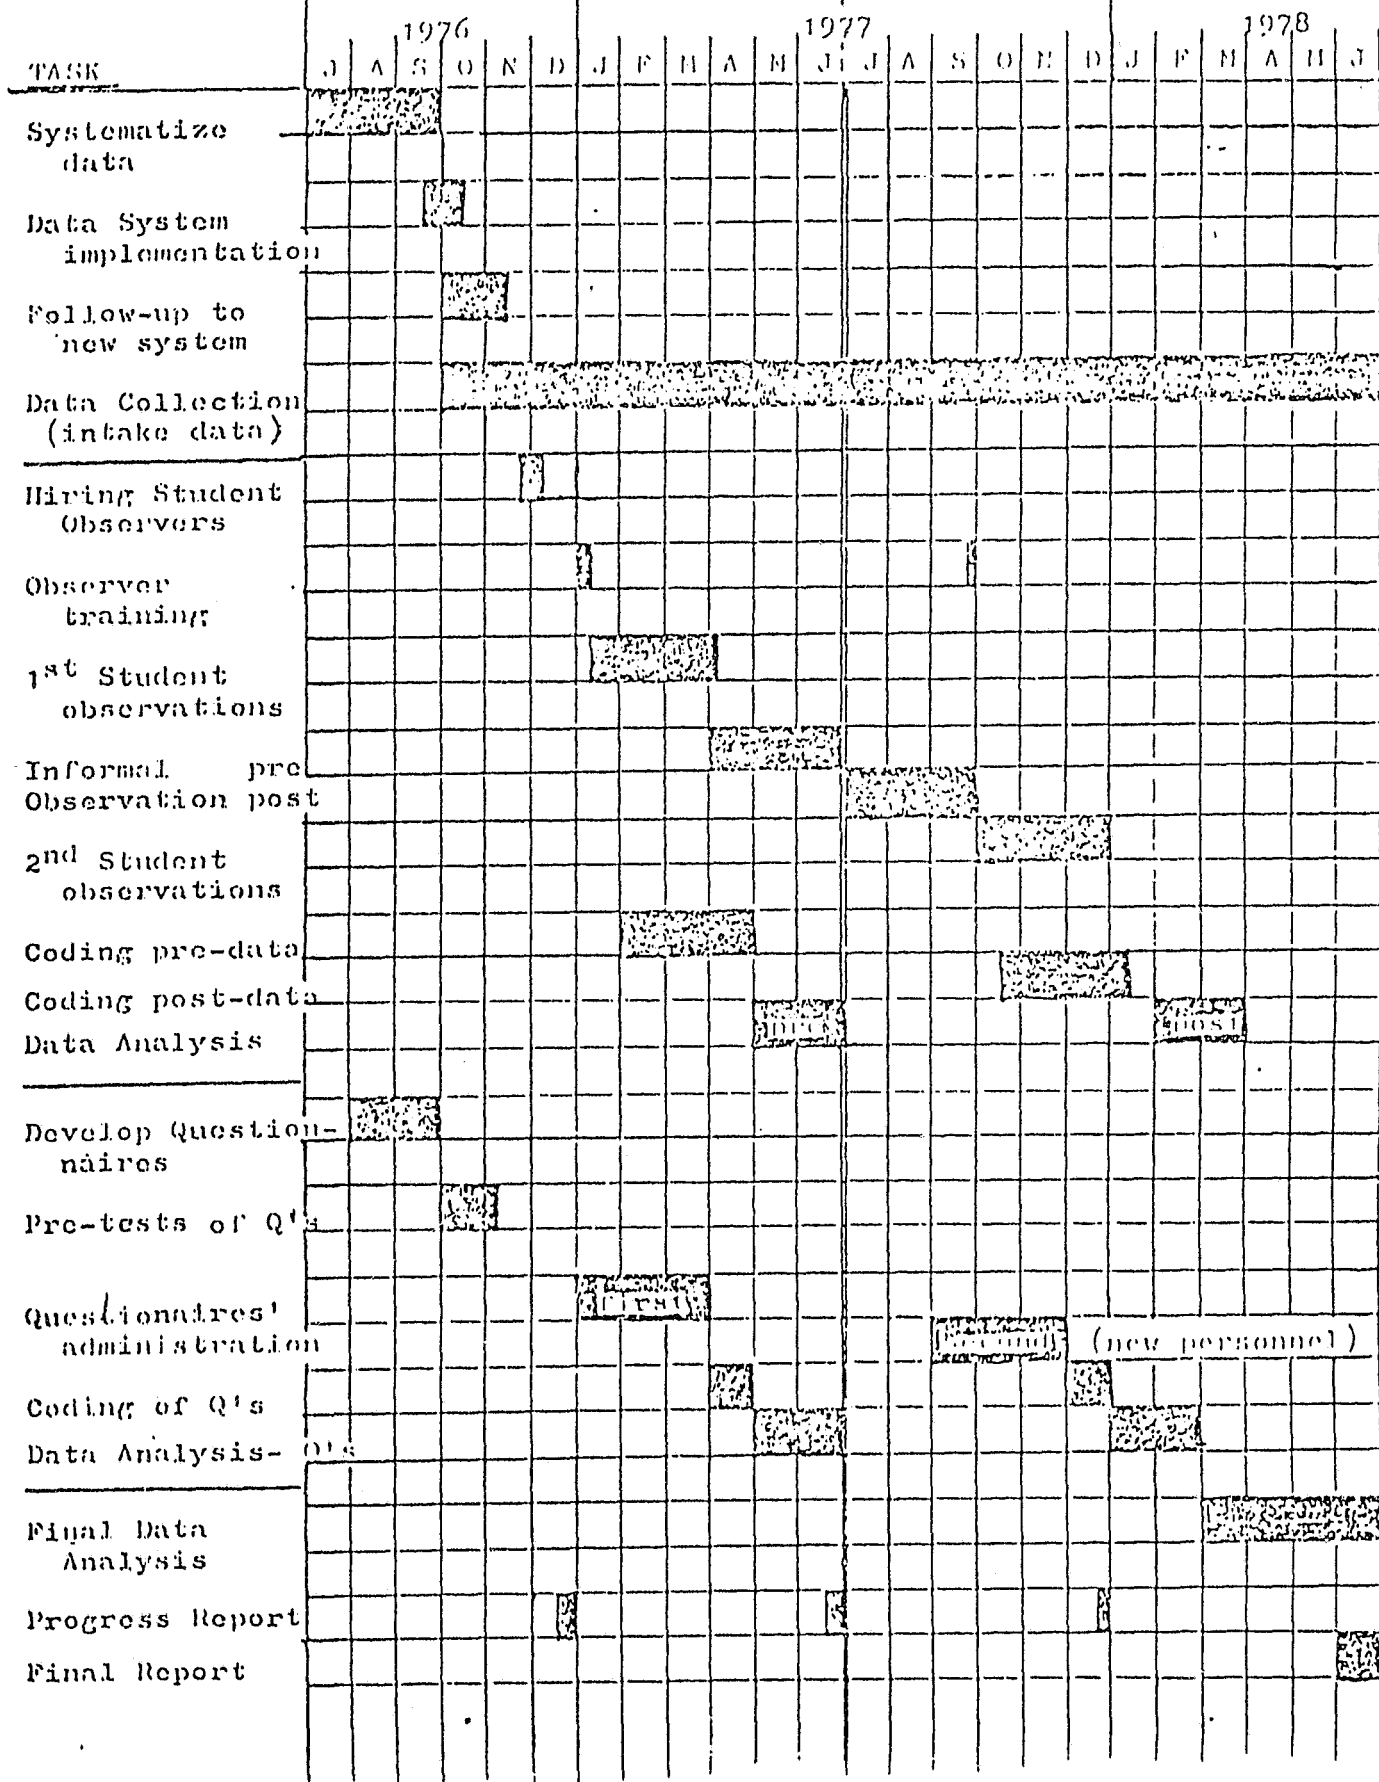 1976 1977 1978
TASK J A S O N D J F M A M J J A S O N D J F M A M J
Systematize
data
Data System
implementation
Follow-up to
new system
Data Collection
(intake data)
Hiring Student
Observers
Observer
training
1st Student
observations
Informal pre
Observation post
2nd Student
observations
Coding pre-data
Coding post-data
Data Analysis pre post
Develop Question-
naires
Pre-tests of Q's
Questionnaires' First
administration Second (new personnel)
Coding of Q's
Data Analysis- Q's
Final Data
Analysis
Progress Report
Final Report